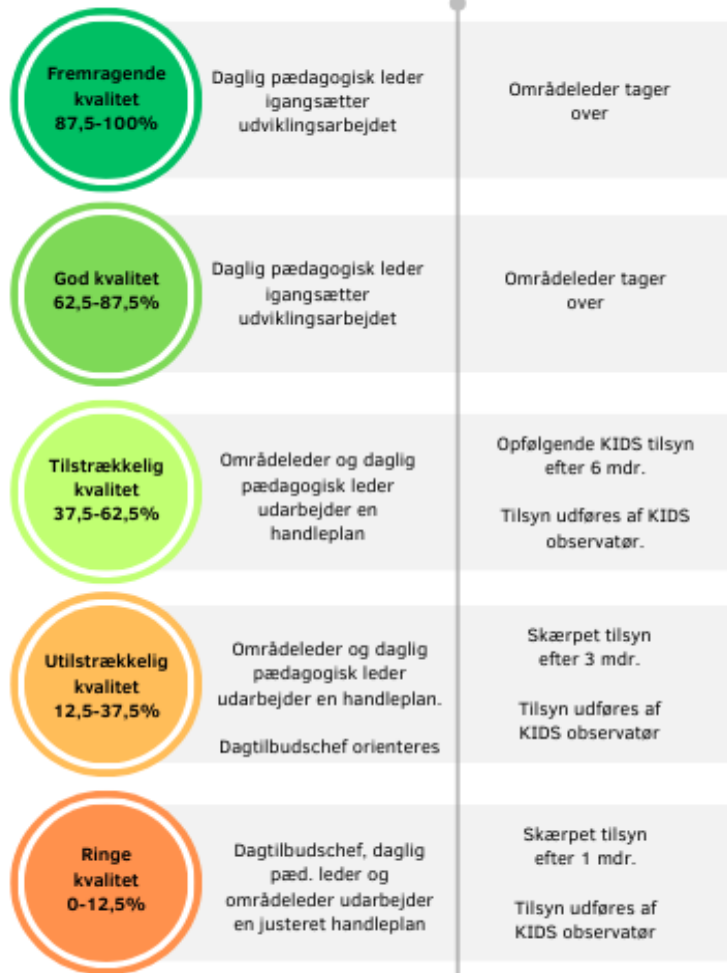 Fremragende
kvalitet
87,5-100%
Daglig pædagogisk leder
igangsætter
udviklingsarbejdet
Områdeleder tager
over
God kvalitet
62,5-87,5%
Daglig pædagogisk leder
igangsætter
udviklingsarbejdet
Områdeleder tager
over
Tilstrækkelig
kvalitet
37,5-62,5%
Områdeleder og daglig
pædagogisk leder
udarbejder en
handleplan
Opfølgende KIDS tilsyn
efter 6 mdr.
Tilsyn udføres af KIDS
observatør.
Utilstrækkelig
kvalitet
12,5-37,5%
Områdeleder og daglig
pædagogisk leder
udarbejder en handleplan.
Dagtilbudschef orienteres
Skærpet tilsyn
efter 3 mdr.
Tilsyn udføres af
KIDS observatør
Ringe
kvalitet
0-12,5%
Dagtilbudschef, daglig
pæd. leder og
områdeleder udarbejder
en justeret handleplan
Skærpet tilsyn
efter 1 mdr.
Tilsyn udføres af
KIDS observatør